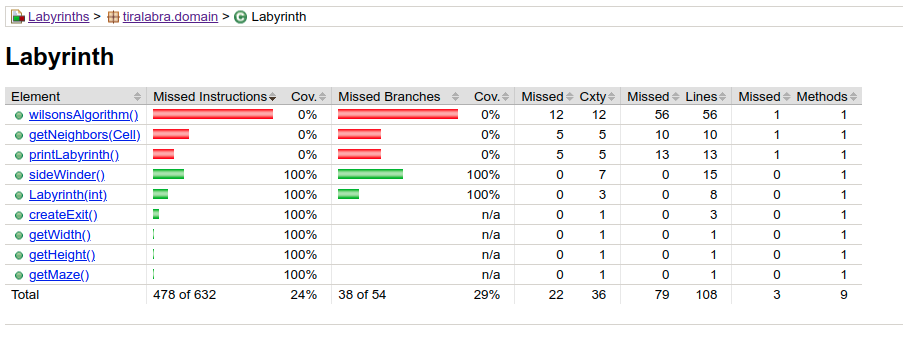 Labyrinths > tiralabra.domain > Labyrinth
Labyrinth
Element Missed Instructions Cov. Missed Branches Cov. Missed Cxty Missed Lines Missed Methods
wilsonsAlgorithm() 0% 0% 12 12 56 56 1 1
getNeighbors(Cell) 0% 0% 5 5 10 10 1 1
printLabyrinth() 0% 0% 5 5 13 13 1 1
sideWinder() 100% 100% 0 7 0 15 0 1
Labyrinth(int) 100% 100% 0 3 0 8 0 1
createExit() 100% n/a 0 1 0 3 0 1
getWidth() 100% n/a 0 1 0 1 0 1
getHeight() 100% n/a 0 1 0 1 0 1
getMaze() 100% n/a 0 1 0 1 0 1
Total 478 of 632 24% 38 of 54 29% 22 36 79 108 3 9